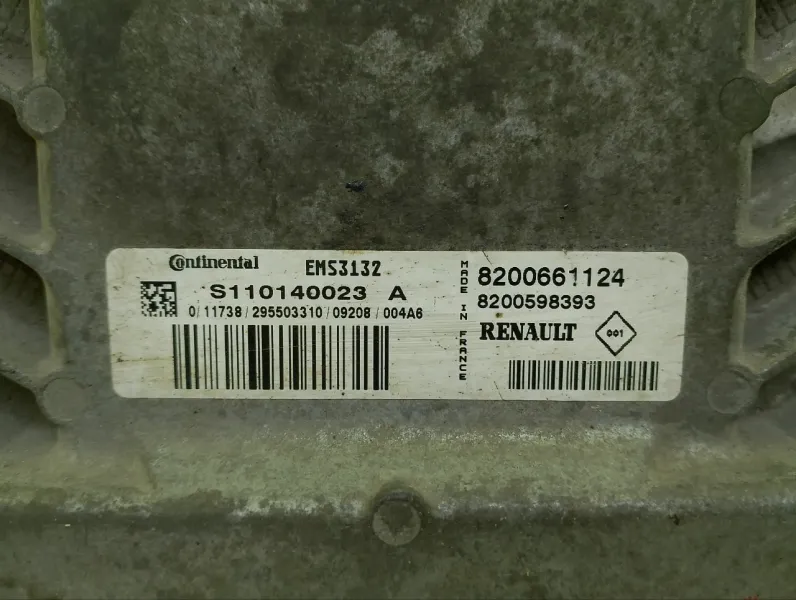 Continental EMS3132
S110140023 A
0/11738/295503310/09208/004A6
MADE IN FRANCE
8200661124
8200598393
RENAULT 001